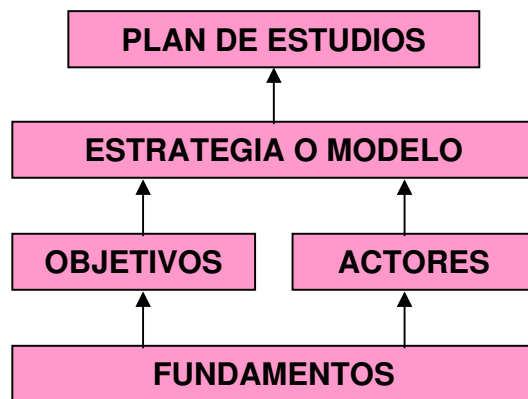 PLAN DE ESTUDIOS
ESTRATEGIA O MODELO
OBJETIVOS
ACTORES
FUNDAMENTOS